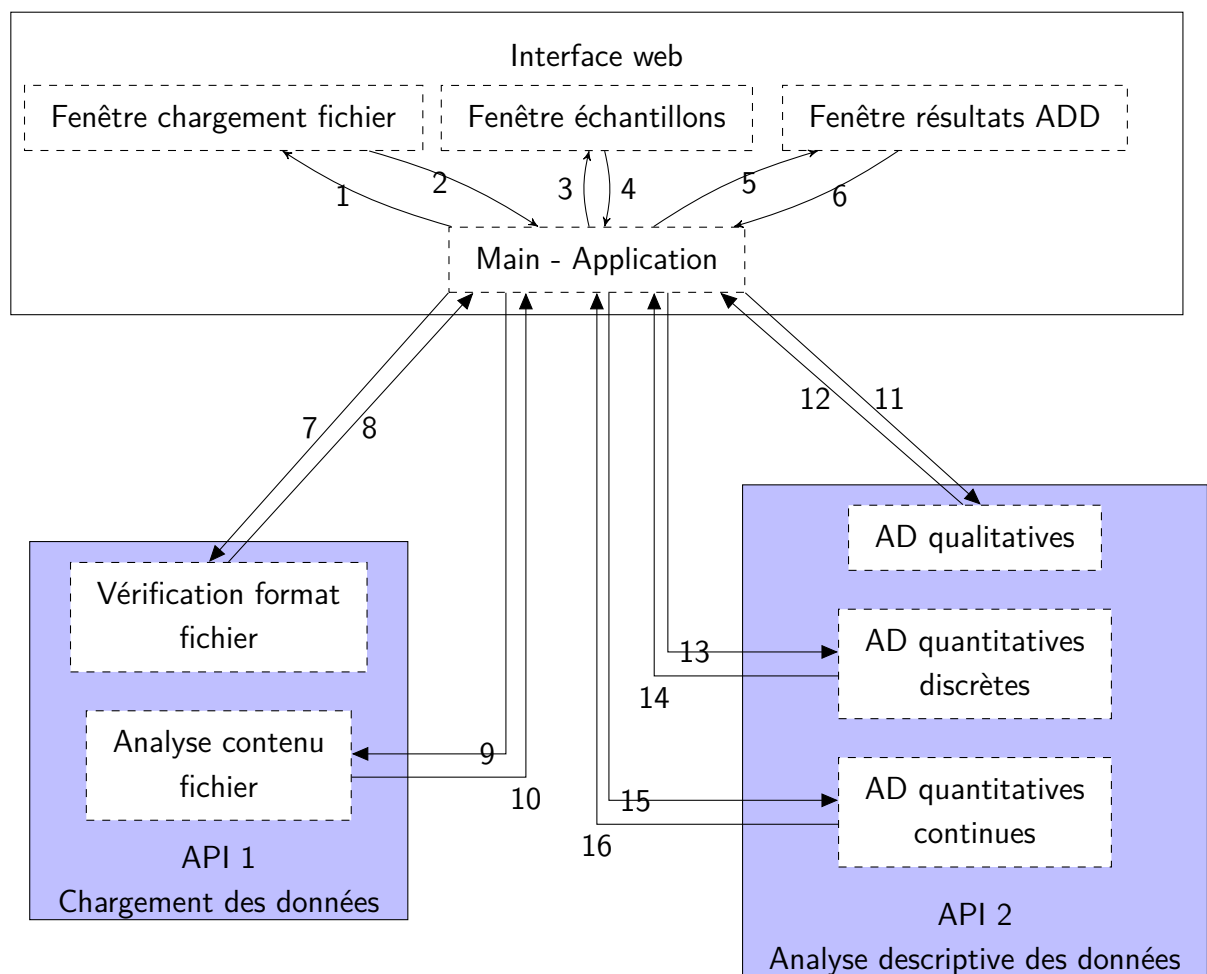 Interface web
Fenêtre chargement fichier
Fenêtre échantillons
Fenêtre résultats ADD
1
2
3
4
5
6
Main - Application
7
8
12
11
Vérification format
fichier
Analyse contenu
fichier
9
10
API 1
Chargement des données
AD qualitatives
13
14
AD quantitatives
discrètes
15
16
AD quantitatives
continues
API 2
Analyse descriptive des données